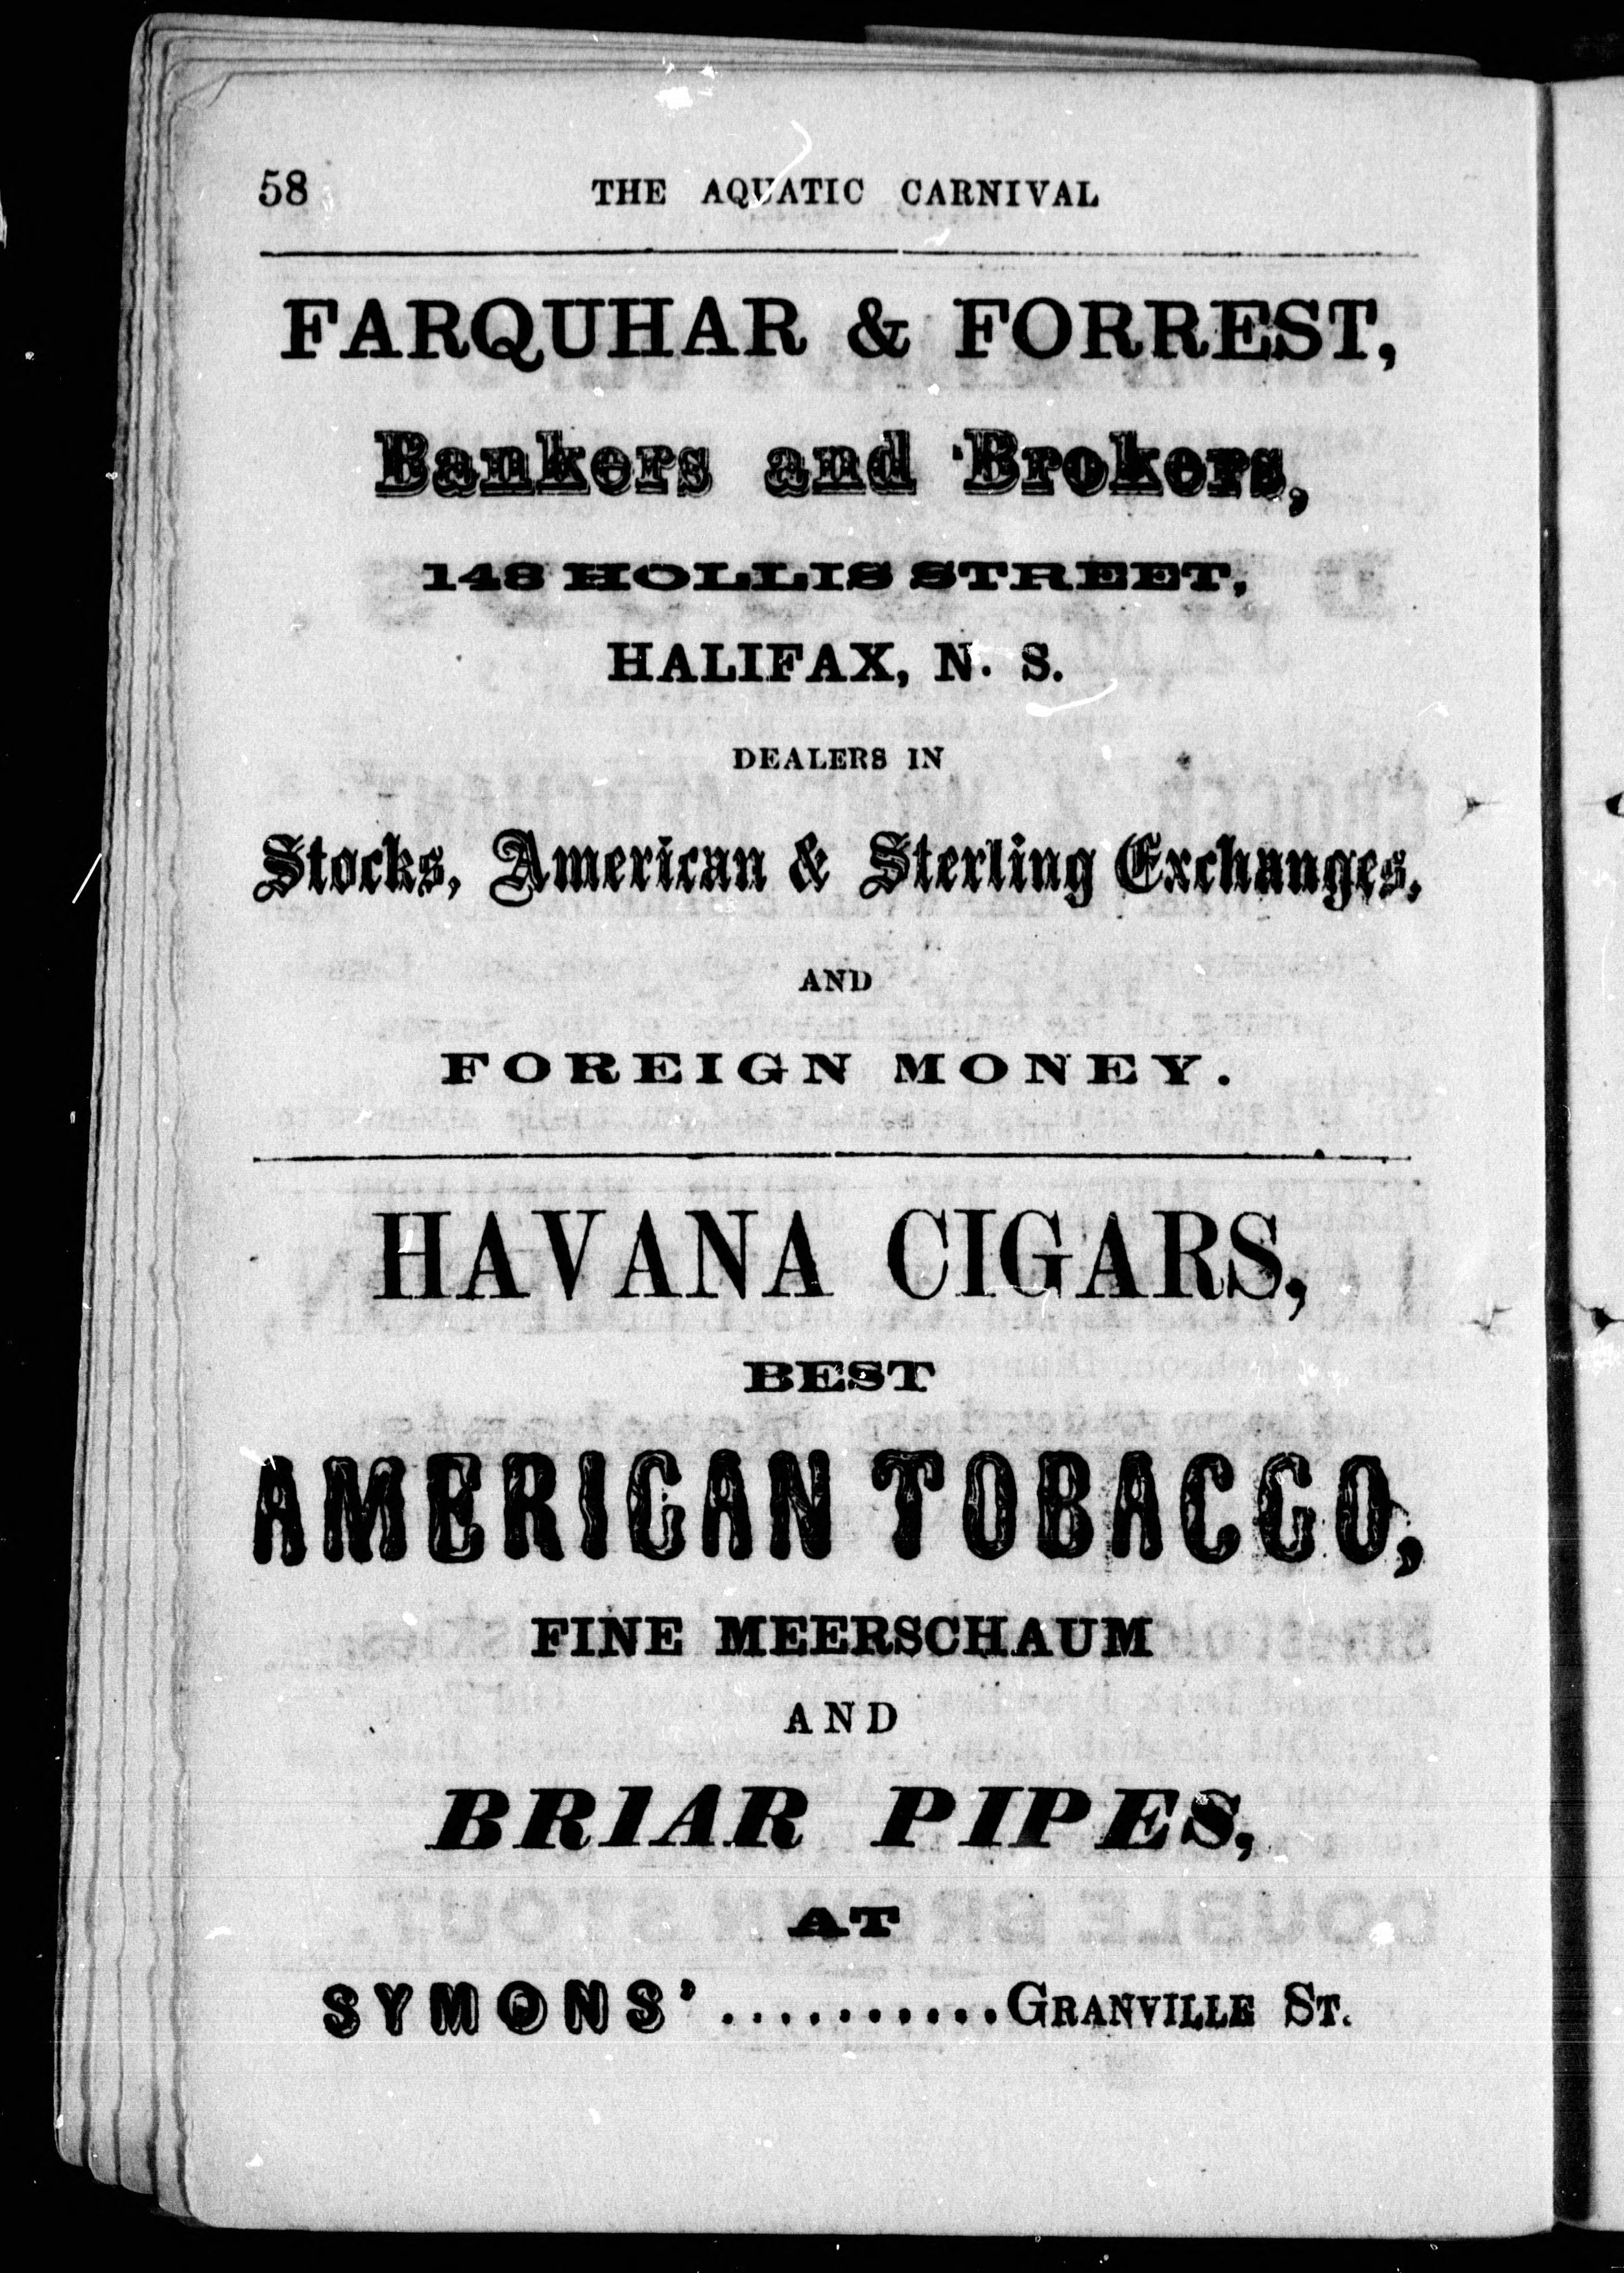 58 THE AQUATIC CARNIVAL
FARQUHAR & FORREST,
Bankers and Brokers,
148 HOLLIS STREET,
HALIFAX, N. S.
DEALERS IN
Stocks, American & Sterling Exchanges,
AND
FOREIGN MONEY.
HAVANA CIGARS,
BEST
AMERICAN TOBACCO,
FINE MEERSCHAUM
AND
BRIAR PIPES,
AT
SYMONS' .......... GRANVILLE ST.